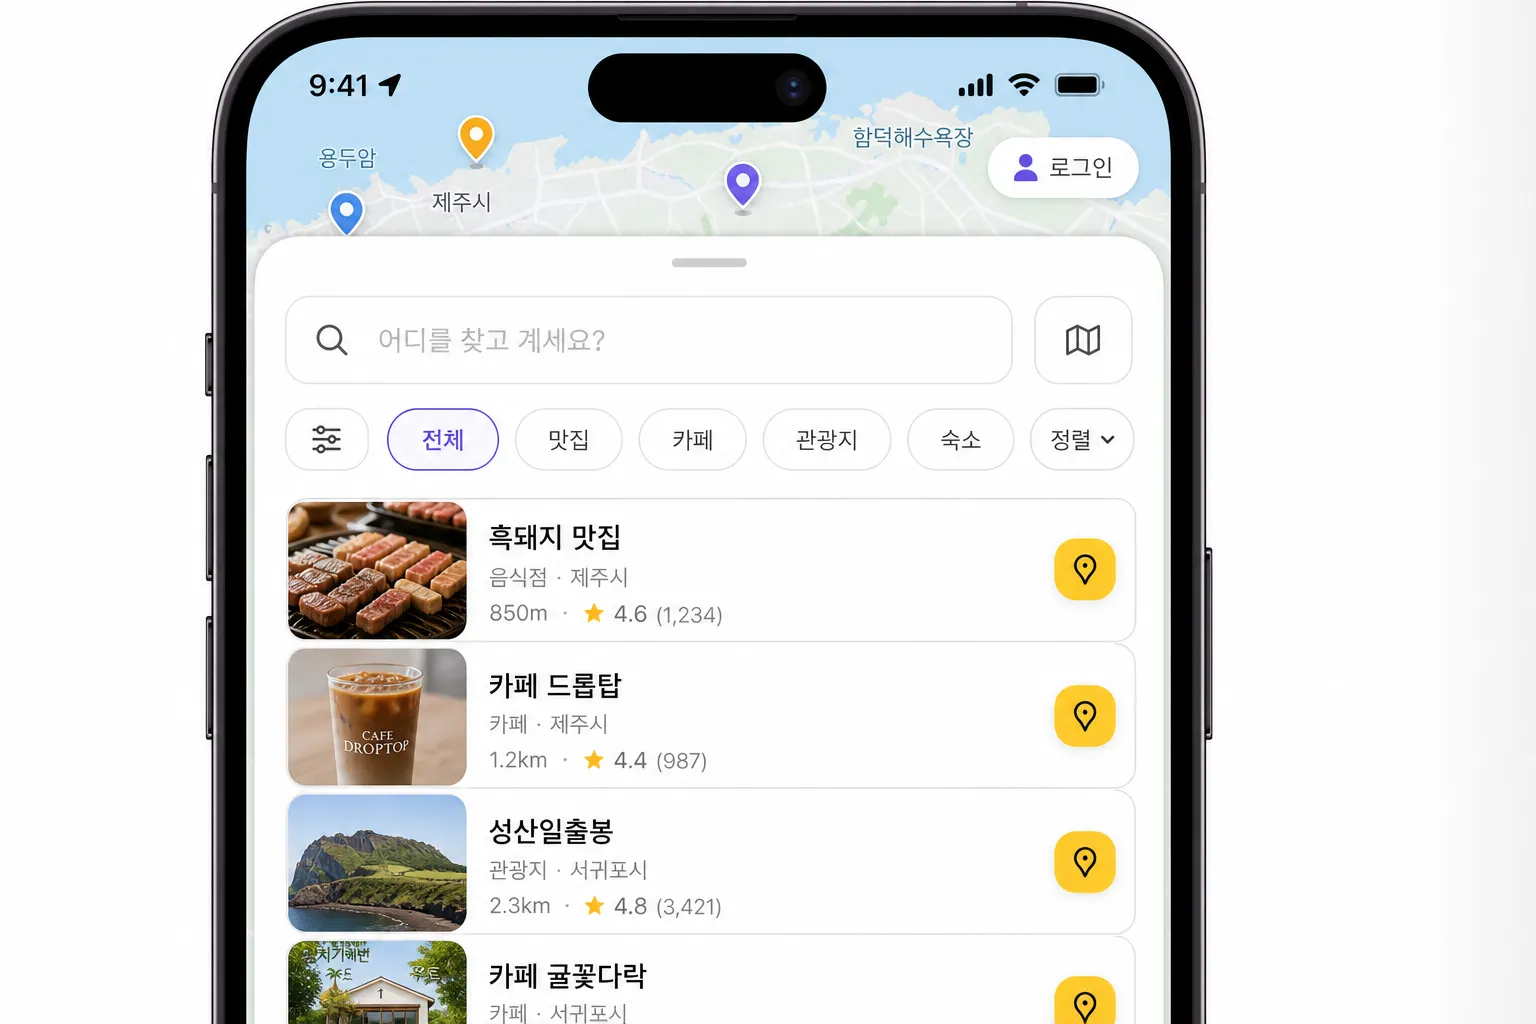 9:41
함덕해수욕장
용두암
로그인
제주시
어디를 찾고 계세요?
전체 맛집 카페 관광지 숙소 정렬
흑돼지 맛집
음식점 · 제주시
850m · ★ 4.6 (1,234)
CAFE
DROPTOP
카페 드롭탑
카페 · 제주시
1.2km · ★ 4.4 (987)
성산일출봉
관광지 · 서귀포시
2.3km · ★ 4.8 (3,421)
카페 귤꽃다락
카페 · 서귀포시